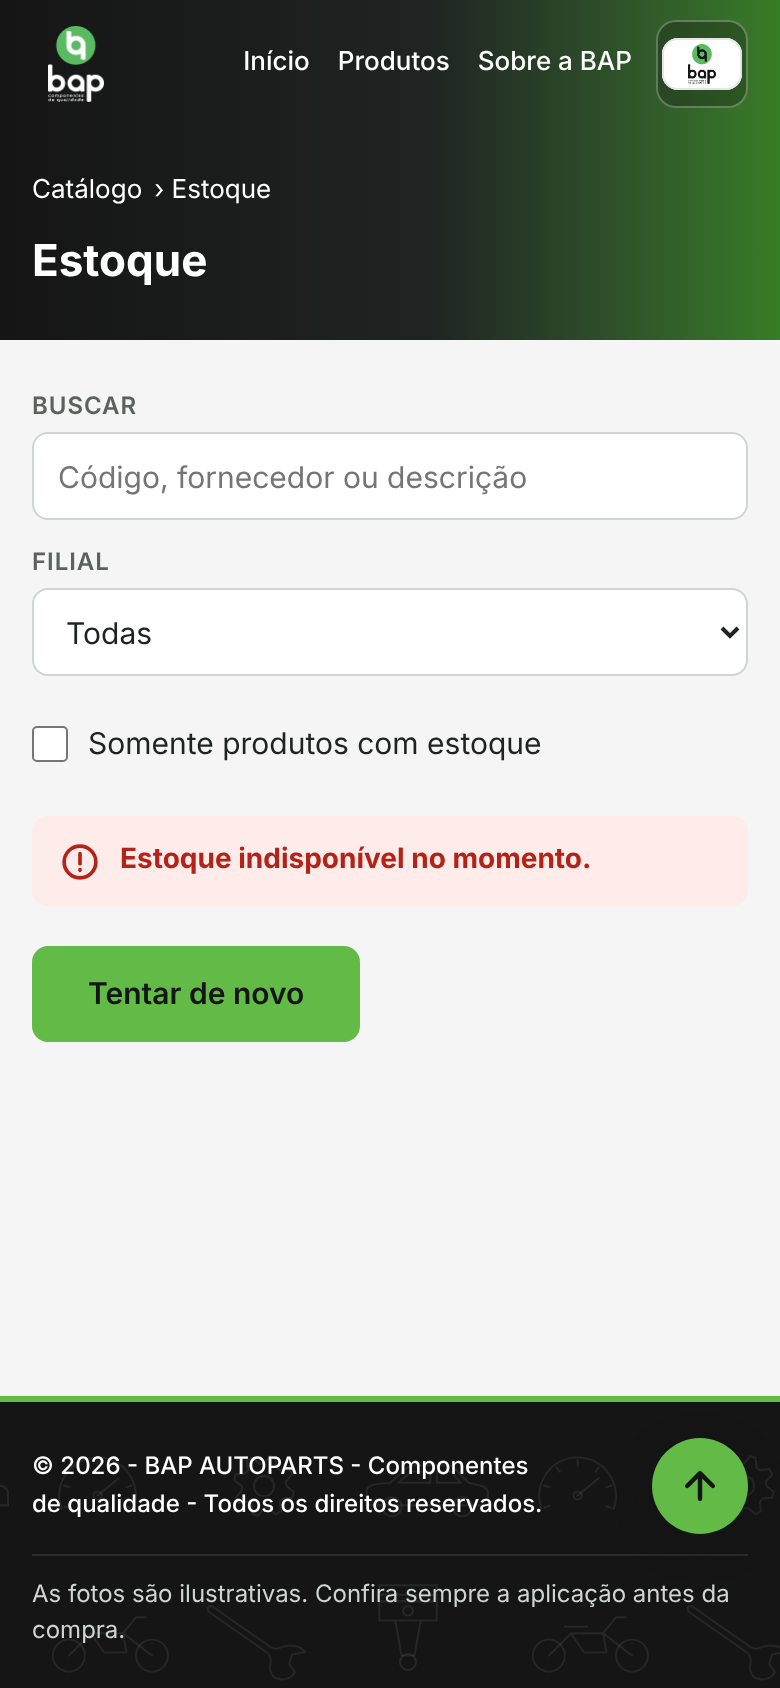 bap
componentes
de qualidade
Início Produtos Sobre a BAP
bap
Catálogo › Estoque
Estoque
BUSCAR
Código, fornecedor ou descrição
FILIAL
Todas
Somente produtos com estoque
Estoque indisponível no momento.
Tentar de novo
© 2026 - BAP AUTOPARTS - Componentes
de qualidade - Todos os direitos reservados.
As fotos são ilustrativas. Confira sempre a aplicação antes da
compra.